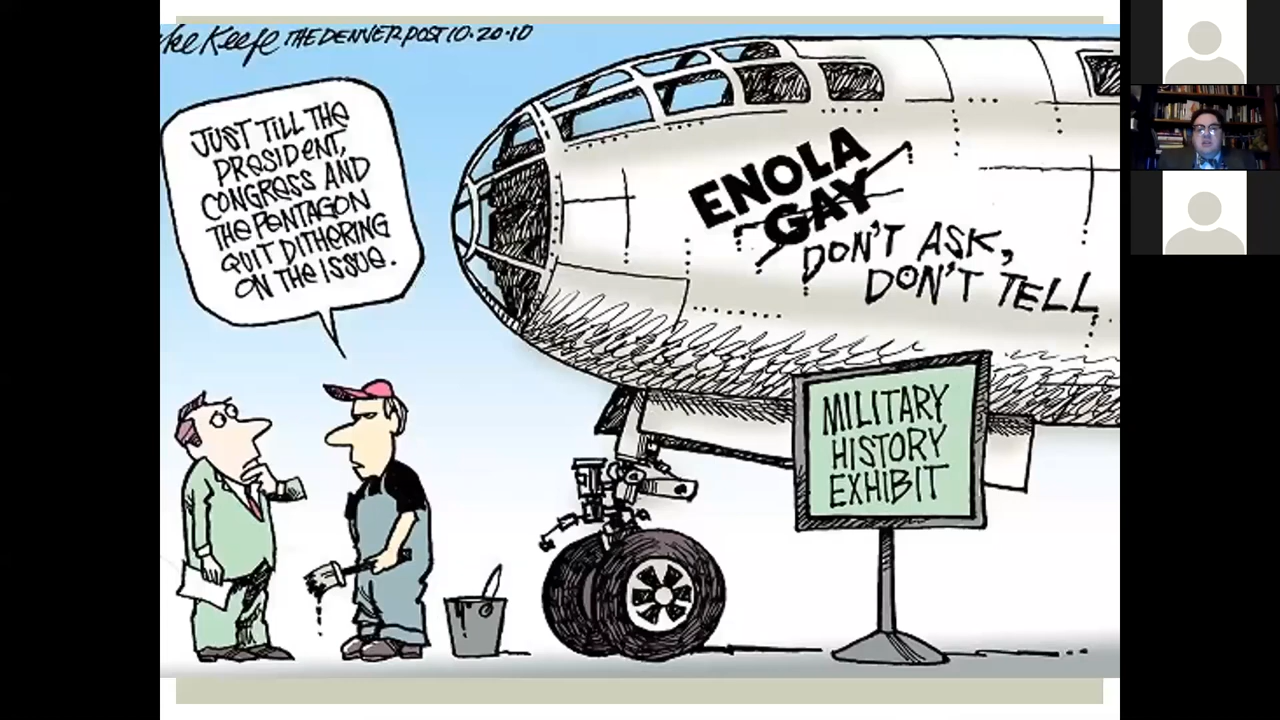 Keefe THE DENVER POST 10.20.10
JUST TILL THE
PRESIDENT,
CONGRESS AND
THE PENTAGON
QUIT DITHERING
ON THE ISSUE.
ENOLA
GAY
DON'T ASK,
DON'T TELL
MILITARY
HISTORY
EXHIBIT